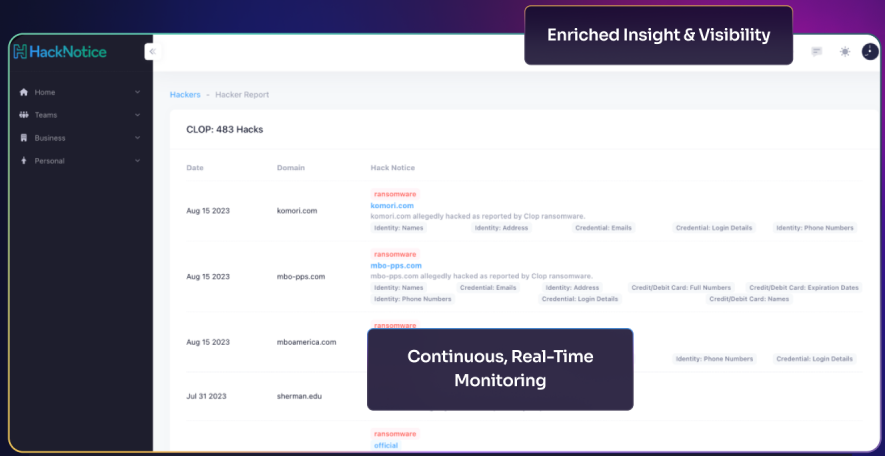 Enriched Insight & Visibility
HackNotice
Home
Teams
Business
Personal
Hackers - Hacker Report
CLOP: 483 Hacks
Date Domain Hack Notice
ransomware
komori.com
Aug 15 2023 komori.com
komori.com allegedly hacked as reported by Clop ransomware.
Identity: Names Identity: Address Credential: Emails Credential: Login Details Identity: Phone Numbers
ransomware
mbo-pps.com
Aug 15 2023 mbo-pps.com
mbo-pps.com allegedly hacked as reported by Clop ransomware.
Identity: Names Credential: Emails Identity: Address Credit/Debit Card: Full Numbers Credit/Debit Card: Expiration Dates
Identity: Phone Numbers Credential: Login Details Credit/Debit Card: Names
ransomware
Aug 15 2023 mboamerica.com
Identity: Phone Numbers Credential: Login Details
Continuous, Real-Time
Monitoring
Jul 31 2023 sherman.edu
ransomware
official